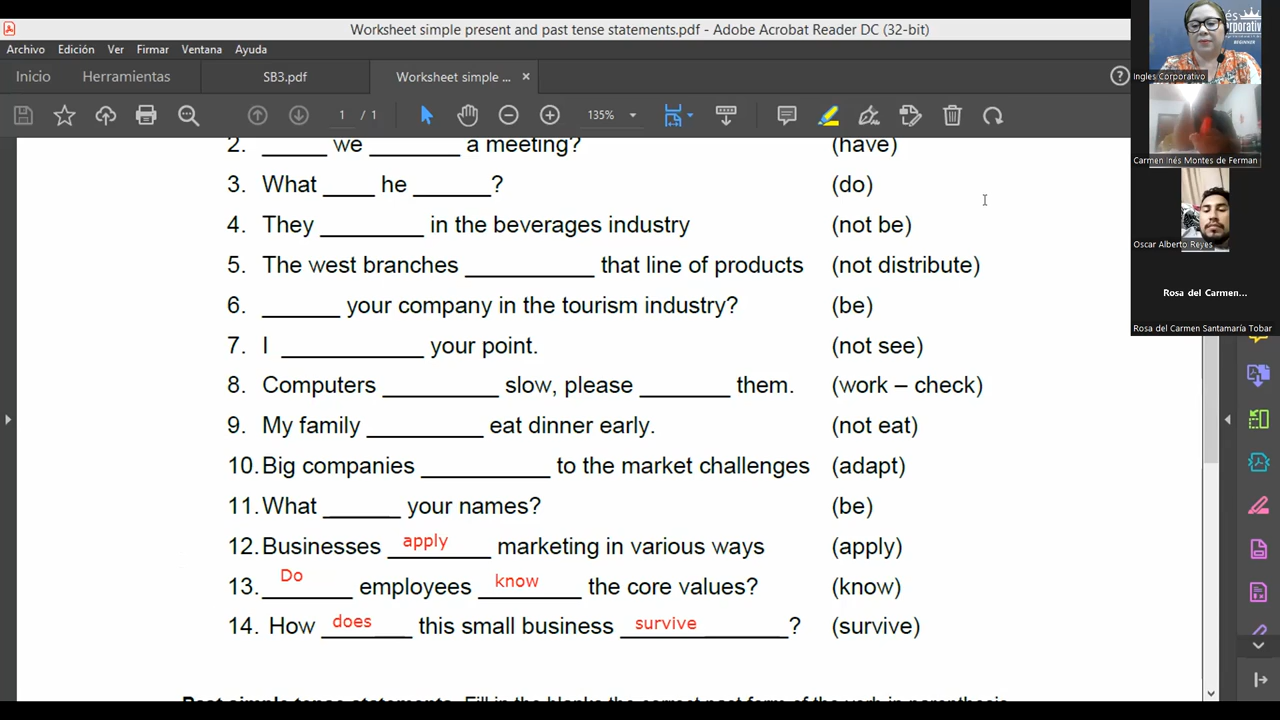 Worksheet simple present and past tense statements.pdf - Adobe Acrobat Reader DC (32-bit)
Archivo Edición Ver Firmar Ventana Ayuda
Inicio Herramientas SB3.pdf Worksheet simple ... ×
1 / 1 135%
2. _____ we _______ a meeting? (have)
3. What ____ he ______? (do)
4. They ________ in the beverages industry (not be)
5. The west branches __________ that line of products (not distribute)
6. ______ your company in the tourism industry? (be)
7. I ___________ your point. (not see)
8. Computers _________ slow, please _______ them. (work – check)
9. My family _________ eat dinner early. (not eat)
10. Big companies __________ to the market challenges (adapt)
11. What ______ your names? (be)
12. Businesses apply marketing in various ways (apply)
13. Do employees know the core values? (know)
14. How does this small business survive ? (survive)
Ingles Corporativo
Carmen Inés Montes de Ferman
Oscar Alberto Reyes
Rosa del Carmen...
Rosa del Carmen Santamaría Tobar